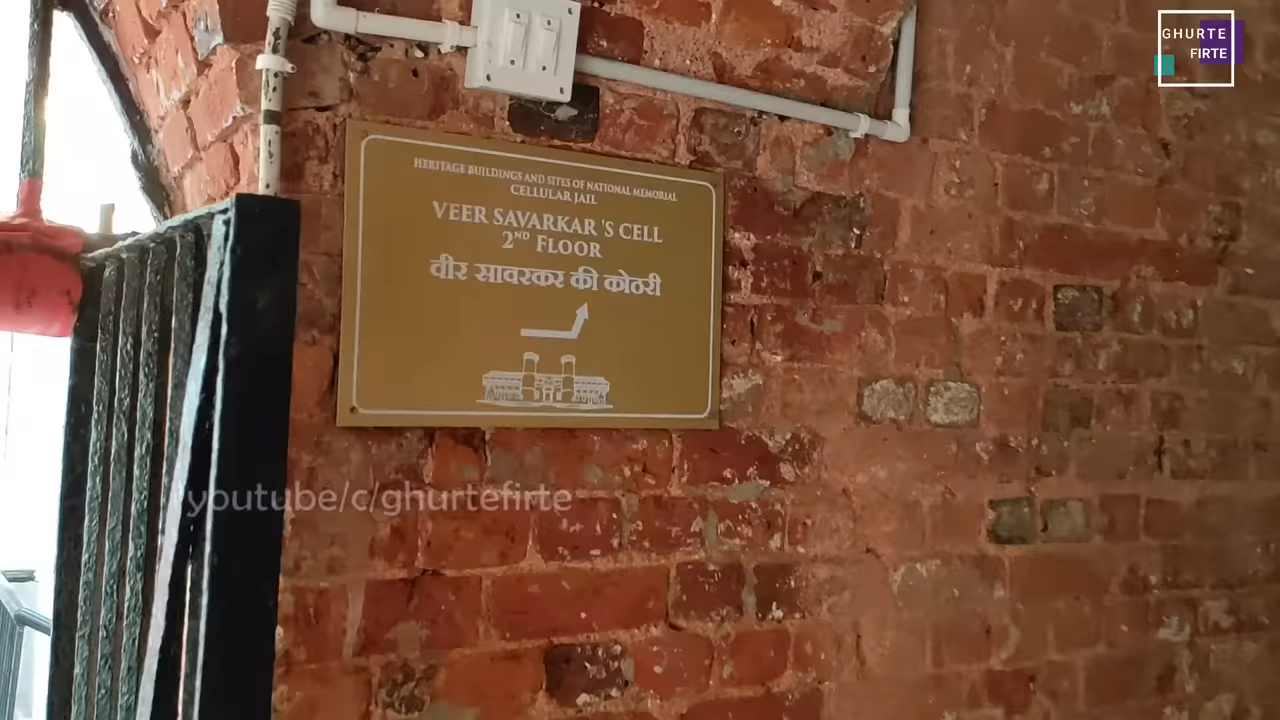 GHURTE
FIRTE
HERITAGE BUILDINGS AND SITES OF NATIONAL MEMORIAL
CELLULAR JAIL
VEER SAVARKAR 'S CELL
2ND FLOOR
वीर सावरकर की कोठरी
youtube/c/ghurtefirte